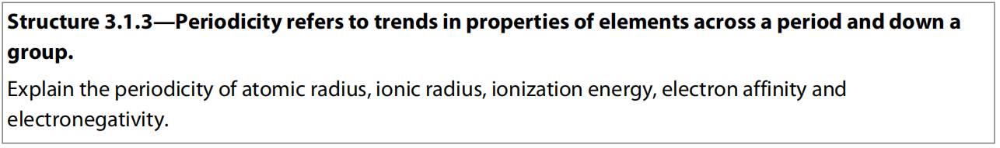 Structure 3.1.3—Periodicity refers to trends in properties of elements across a period and down a
group.
Explain the periodicity of atomic radius, ionic radius, ionization energy, electron affinity and
electronegativity.